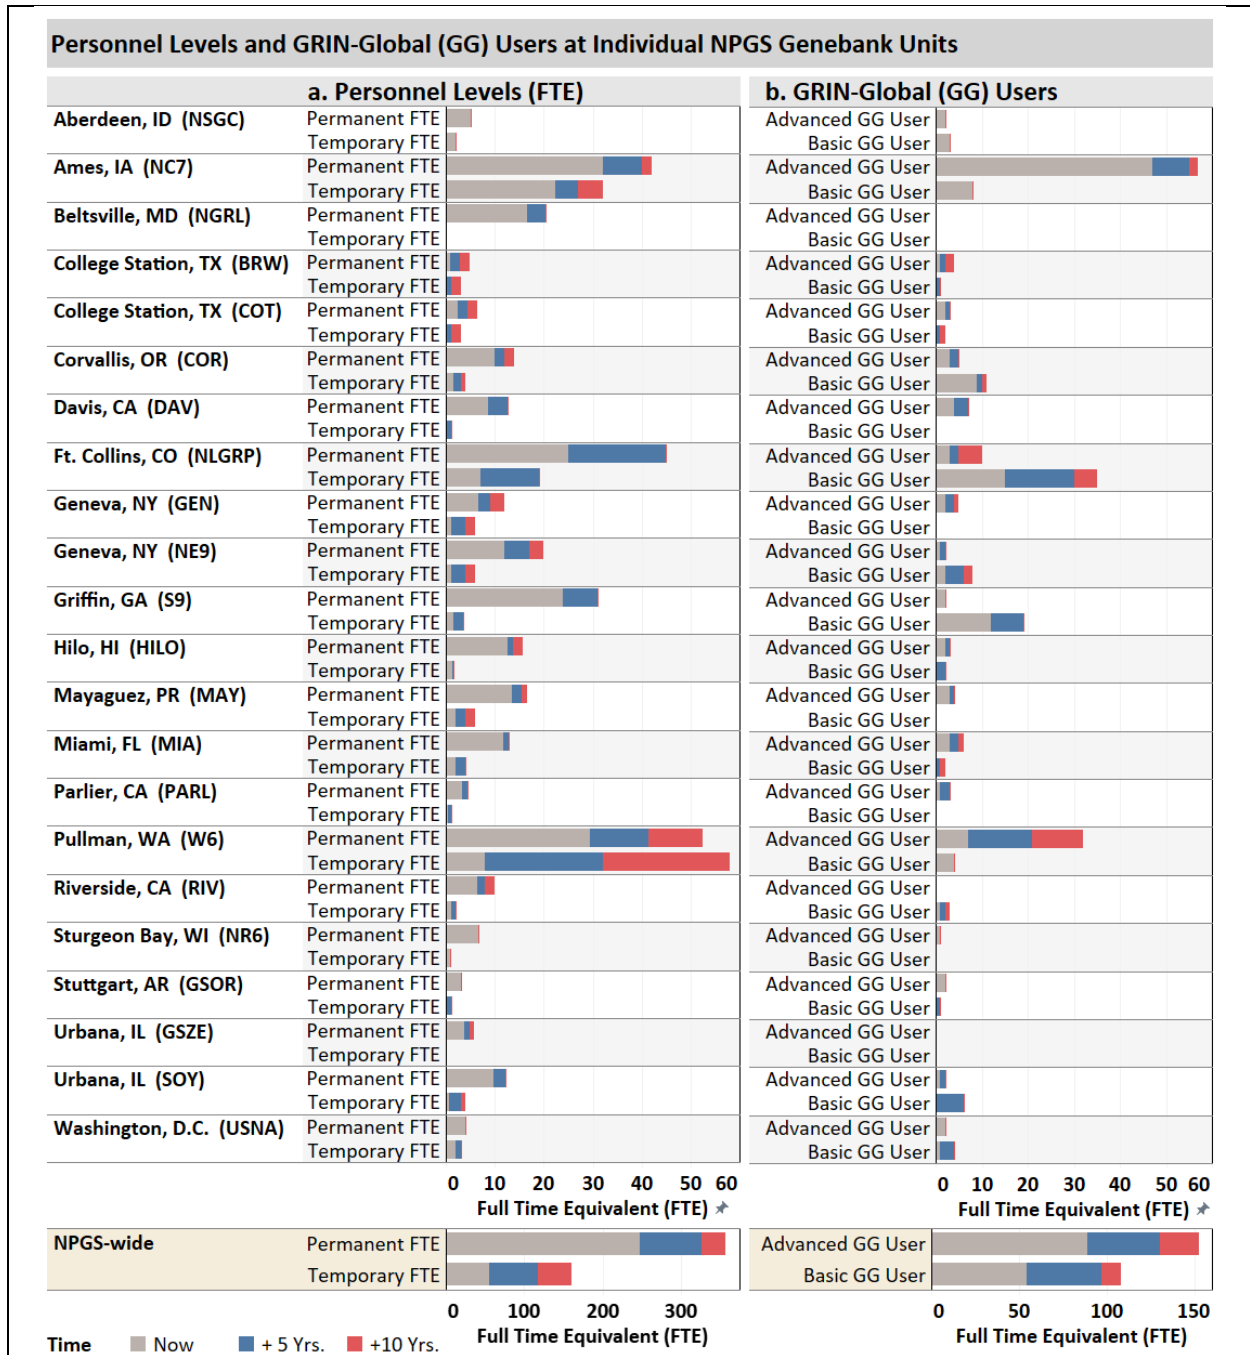 Personnel Levels and GRIN-Global (GG) Users at Individual NPGS Genebank Units
a. Personnel Levels (FTE) b. GRIN-Global (GG) Users
Aberdeen, ID (NSGC) Permanent FTE Advanced GG User
Temporary FTE Basic GG User
Ames, IA (NC7) Permanent FTE Advanced GG User
Temporary FTE Basic GG User
Beltsville, MD (NGRL) Permanent FTE Advanced GG User
Temporary FTE Basic GG User
College Station, TX (BRW) Permanent FTE Advanced GG User
Temporary FTE Basic GG User
College Station, TX (COT) Permanent FTE Advanced GG User
Temporary FTE Basic GG User
Corvallis, OR (COR) Permanent FTE Advanced GG User
Temporary FTE Basic GG User
Davis, CA (DAV) Permanent FTE Advanced GG User
Temporary FTE Basic GG User
Ft. Collins, CO (NLGRP) Permanent FTE Advanced GG User
Temporary FTE Basic GG User
Geneva, NY (GEN) Permanent FTE Advanced GG User
Temporary FTE Basic GG User
Geneva, NY (NE9) Permanent FTE Advanced GG User
Temporary FTE Basic GG User
Griffin, GA (S9) Permanent FTE Advanced GG User
Temporary FTE Basic GG User
Hilo, HI (HILO) Permanent FTE Advanced GG User
Temporary FTE Basic GG User
Mayaguez, PR (MAY) Permanent FTE Advanced GG User
Temporary FTE Basic GG User
Miami, FL (MIA) Permanent FTE Advanced GG User
Temporary FTE Basic GG User
Parlier, CA (PARL) Permanent FTE Advanced GG User
Temporary FTE Basic GG User
Pullman, WA (W6) Permanent FTE Advanced GG User
Temporary FTE Basic GG User
Riverside, CA (RIV) Permanent FTE Advanced GG User
Temporary FTE Basic GG User
Sturgeon Bay, WI (NR6) Permanent FTE Advanced GG User
Temporary FTE Basic GG User
Stuttgart, AR (GSOR) Permanent FTE Advanced GG User
Temporary FTE Basic GG User
Urbana, IL (GSZE) Permanent FTE Advanced GG User
Temporary FTE Basic GG User
Urbana, IL (SOY) Permanent FTE Advanced GG User
Temporary FTE Basic GG User
Washington, D.C. (USNA) Permanent FTE Advanced GG User
Temporary FTE Basic GG User
0 10 20 30 40 50 60 0 10 20 30 40 50 60
Full Time Equivalent (FTE) Full Time Equivalent (FTE)
NPGS-wide Permanent FTE Advanced GG User
Temporary FTE Basic GG User
0 100 200 300 0 50 100 150
Full Time Equivalent (FTE) Full Time Equivalent (FTE)
Time Now + 5 Yrs. +10 Yrs.